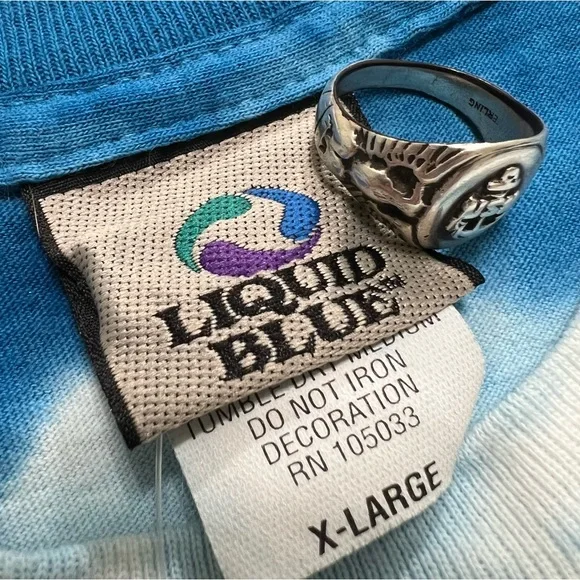 LIQUID
BLUE
TUMBLE DRY MEDIUM
DO NOT IRON
DECORATION
RN 105033
X-LARGE